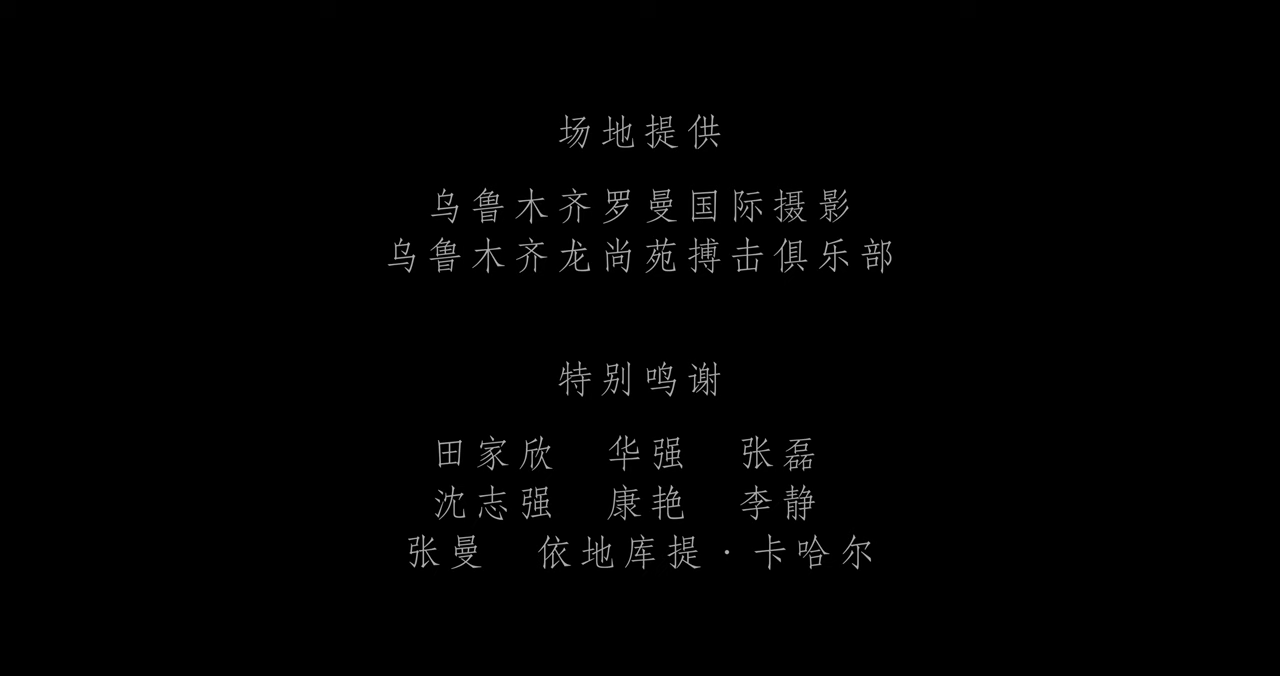 场地提供
乌鲁木齐罗曼国际摄影
乌鲁木齐龙尚苑搏击俱乐部
特别鸣谢
田家欣 华强 张磊
沈志强 康艳 李静
张曼 依地库提·卡哈尔